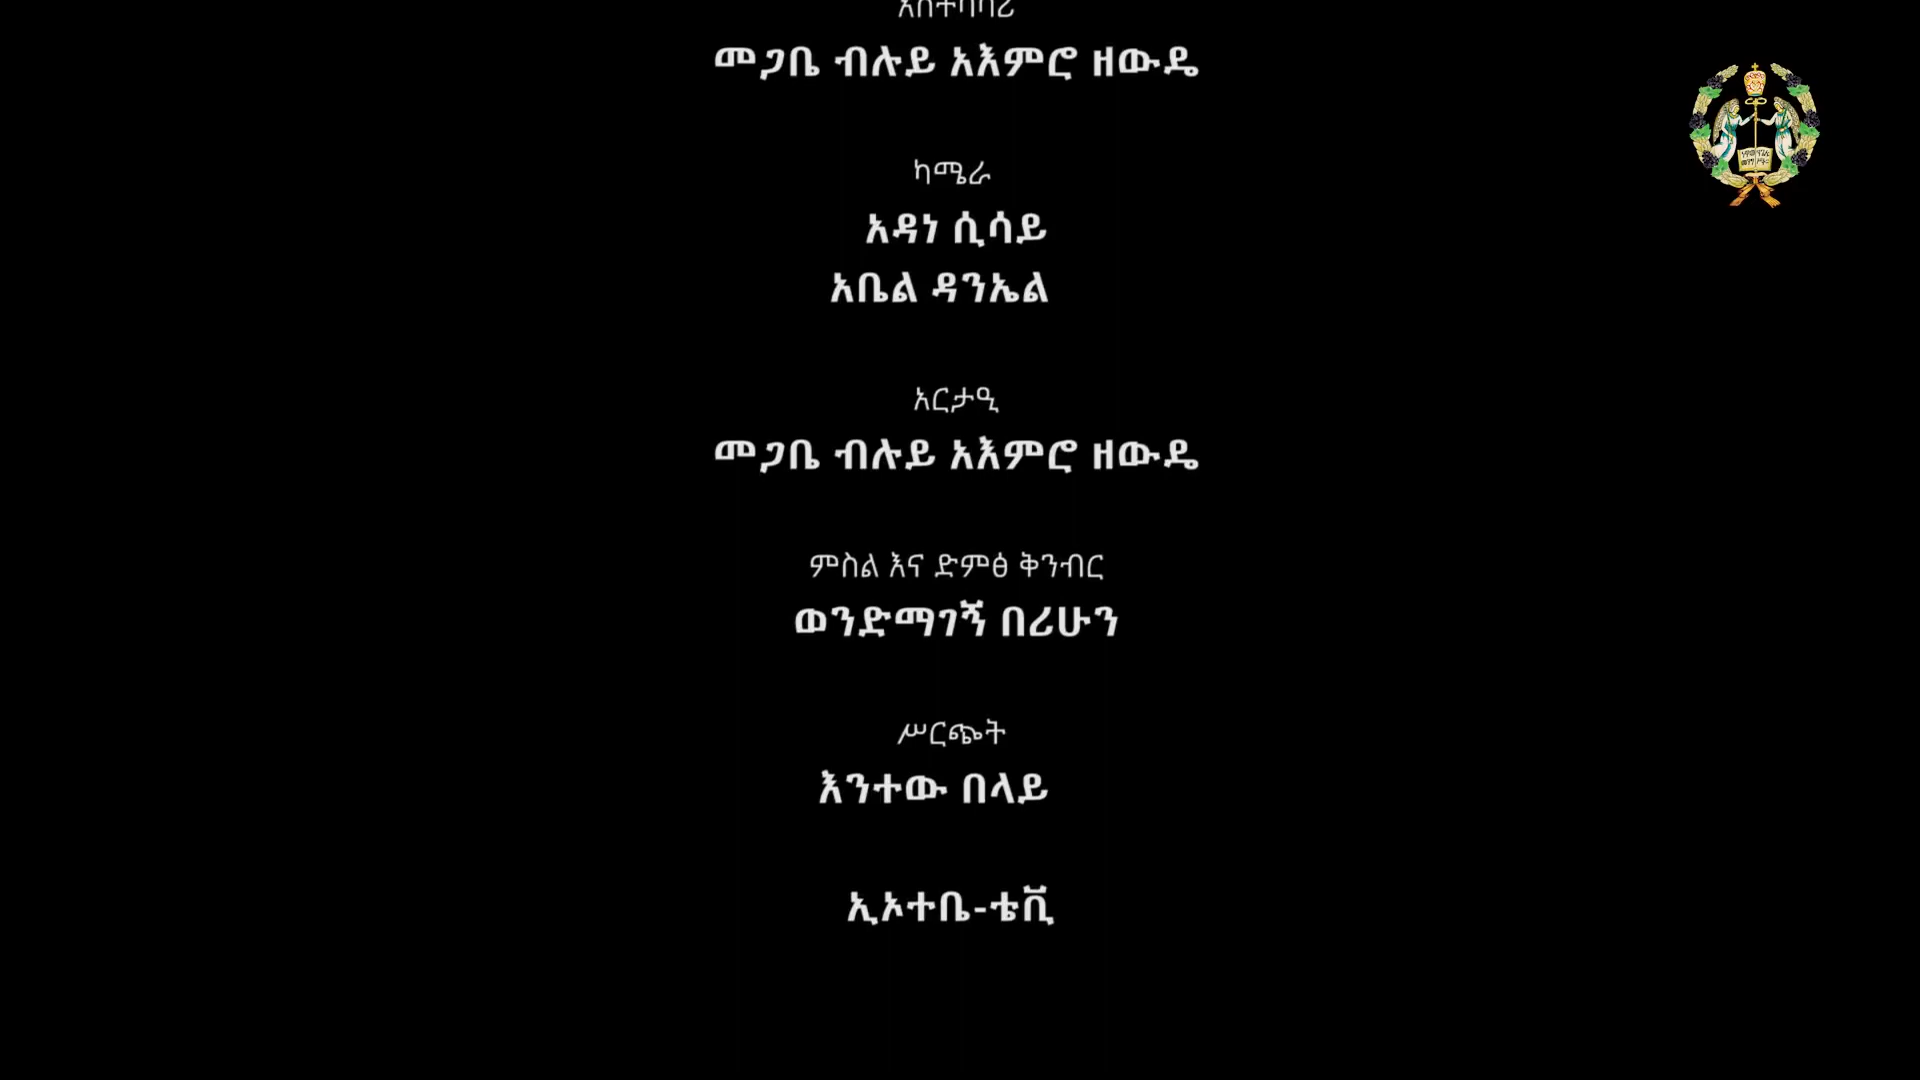 አስተባባሪ
መጋቤ ብሉይ አእምሮ ዘውዴ
ካሜራ
አዳነ ሲሳይ
አቤል ዳንኤል
አርታዒ
መጋቤ ብሉይ አእምሮ ዘውዴ
ምስል እና ድምፅ ቅንብር
ወንድማገኝ በሪሁን
ሥርጭት
እንተው በላይ
ኢኦተቤ-ቴቪ